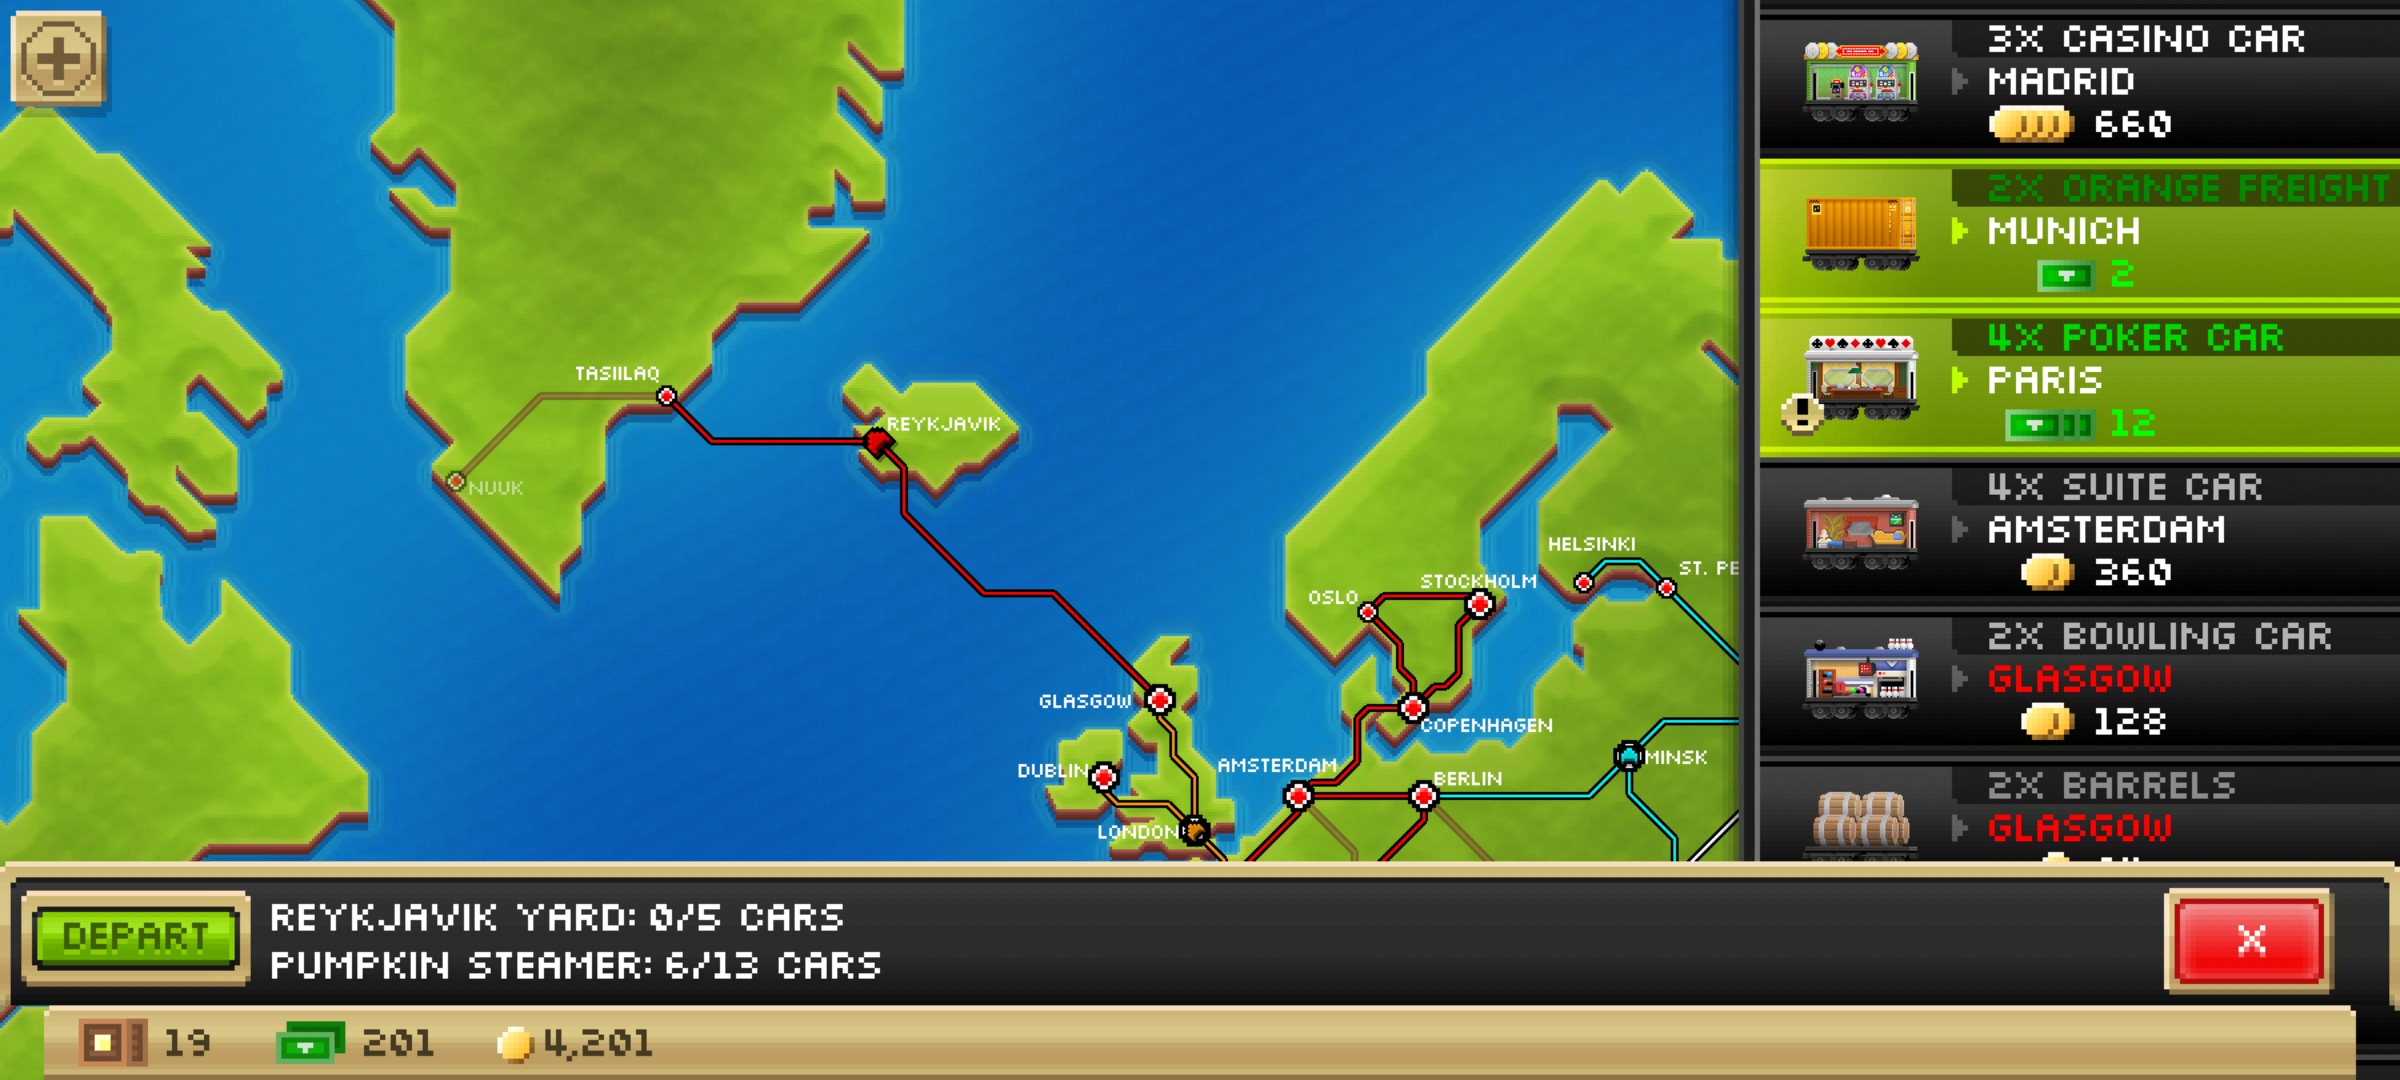 3X CASINO CAR
MADRID
660
2X ORANGE FREIGHT
MUNICH
2
4X POKER CAR
PARIS
12
4X SUITE CAR
AMSTERDAM
360
2X BOWLING CAR
GLASGOW
128
2X BARRELS
GLASGOW
TASIILAQ
REYKJAVIK
NUUK
HELSINKI
ST. PE
STOCKHOLM
OSLO
GLASGOW
COPENHAGEN
DUBLIN
AMSTERDAM
MINSK
BERLIN
LONDON
DEPART
REYKJAVIK YARD: 0/5 CARS
PUMPKIN STEAMER: 6/13 CARS
X
19
201
4,201